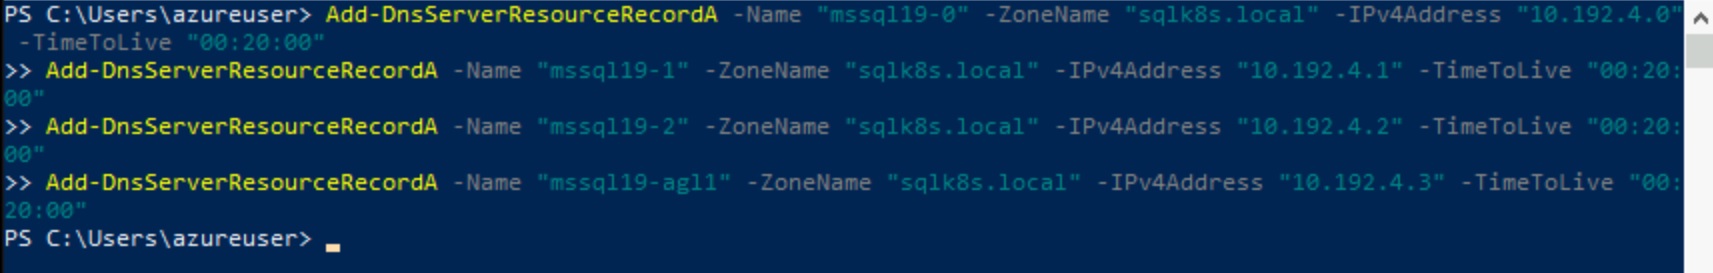 PS C:\Users\azureuser> Add-DnsServerResourceRecordA -Name "mssql19-0" -ZoneName "sqlk8s.local" -IPv4Address "10.192.4.0"
 -TimeToLive "00:20:00"
>> Add-DnsServerResourceRecordA -Name "mssql19-1" -ZoneName "sqlk8s.local" -IPv4Address "10.192.4.1" -TimeToLive "00:20:
00"
>> Add-DnsServerResourceRecordA -Name "mssql19-2" -ZoneName "sqlk8s.local" -IPv4Address "10.192.4.2" -TimeToLive "00:20:
00"
>> Add-DnsServerResourceRecordA -Name "mssql19-agl1" -ZoneName "sqlk8s.local" -IPv4Address "10.192.4.3" -TimeToLive "00:
20:00"
PS C:\Users\azureuser>